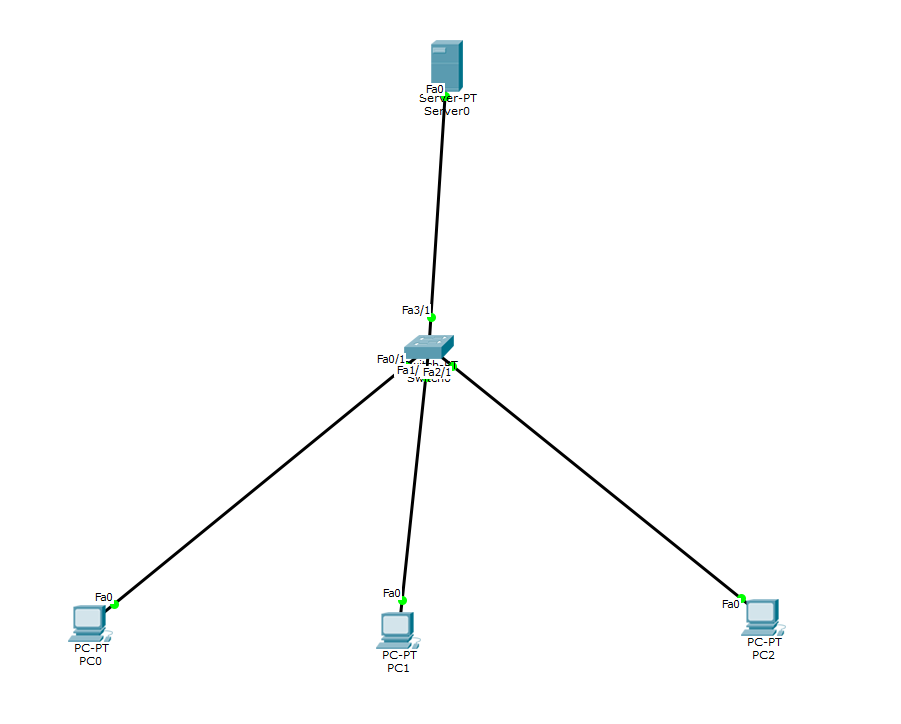 Fa0
Server-PT
Server0
Fa3/1
Fa0/1
Fa1/
Fa2/1
Fa0
PC-PT
PC0
Fa0
PC-PT
PC1
Fa0
PC-PT
PC2